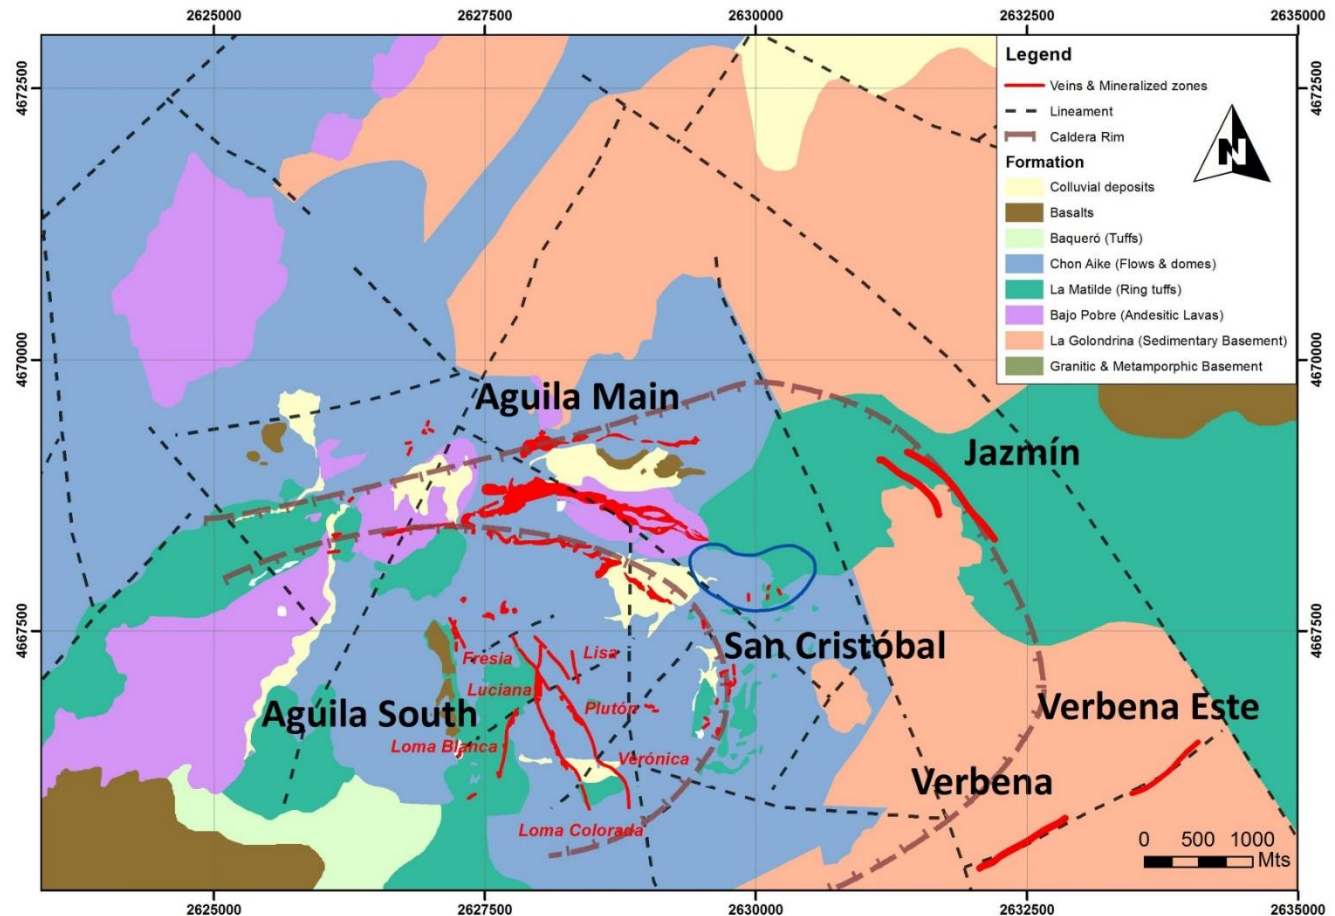 2625000
2627500
2630000
2632500
2635000
4672500
4672500
Legend
Veins & Mineralized zones
Lineament
Caldera Rim
N
Formation
Colluvial deposits
Basalts
Baqueró (Tuffs)
Chon Aike (Flows & domes)
La Matilde (Ring tuffs)
Bajo Pobre (Andesitic Lavas)
La Golondrina (Sedimentary Basement)
Granitic & Metamporphic Basement
4670000
4670000
Aguila Main
Jazmín
4667500
4667500
San Cristóbal
Fresia
Lisa
Luciana
Plutón
Aguila South
Verbena Este
Loma Blanca
Verónica
Verbena
Loma Colorada
0 500 1000
Mts
2625000
2627500
2630000
2632500
2635000